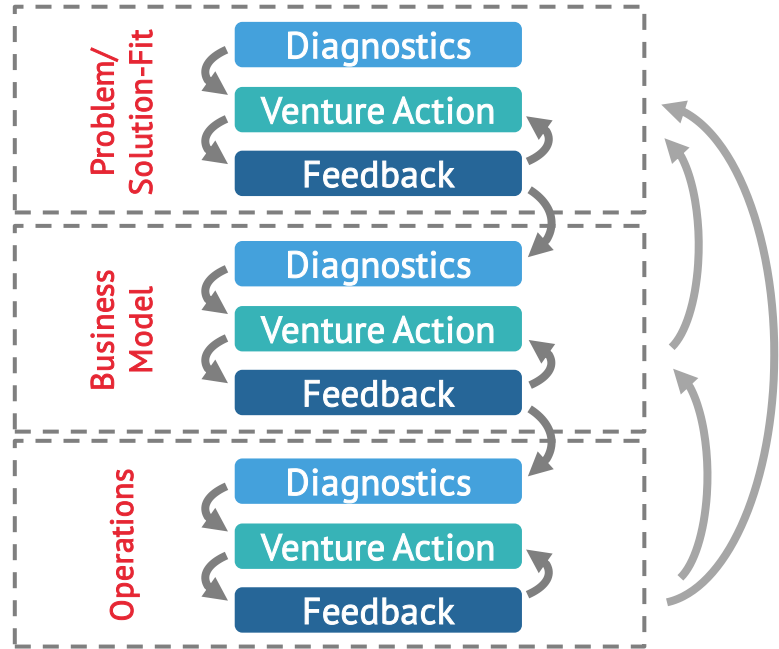 Problem/
Solution-Fit
Diagnostics
Venture Action
Feedback
Business
Model
Diagnostics
Venture Action
Feedback
Operations
Diagnostics
Venture Action
Feedback